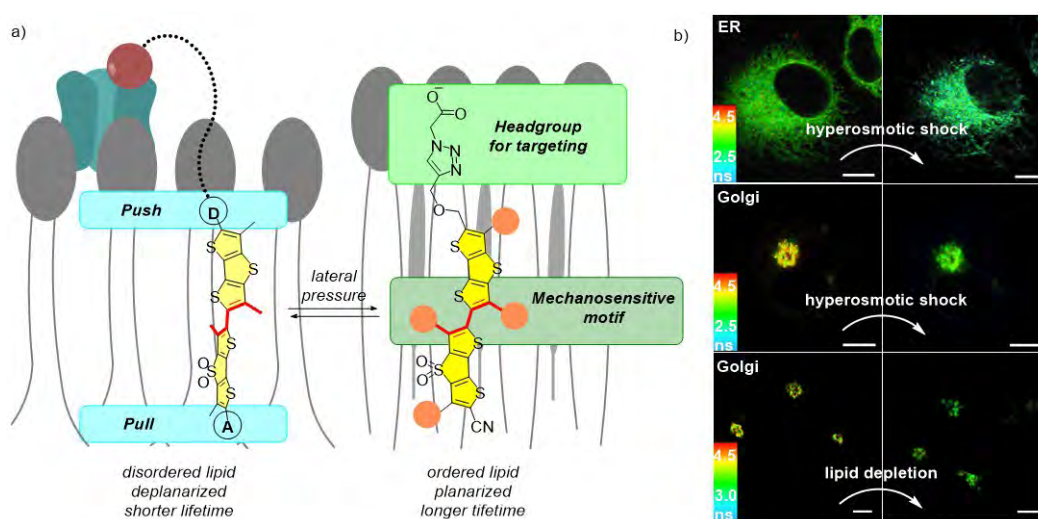 a)
Push
D
S
S
S
S
O
O
S
S
A
Pull
disordered lipid
deplanarized
shorter lifetime
lateral
pressure
O⁻
O
N
N
N
O
Headgroup
for targeting
S
S
S
S
Mechanosensitive
motif
S
O
O
S
CN
ordered lipid
planarized
longer tifetime
b)
ER
4.5
2.5
ns
hyperosmotic shock
Golgi
4.5
2.5
ns
hyperosmotic shock
Golgi
4.5
3.0
ns
lipid depletion